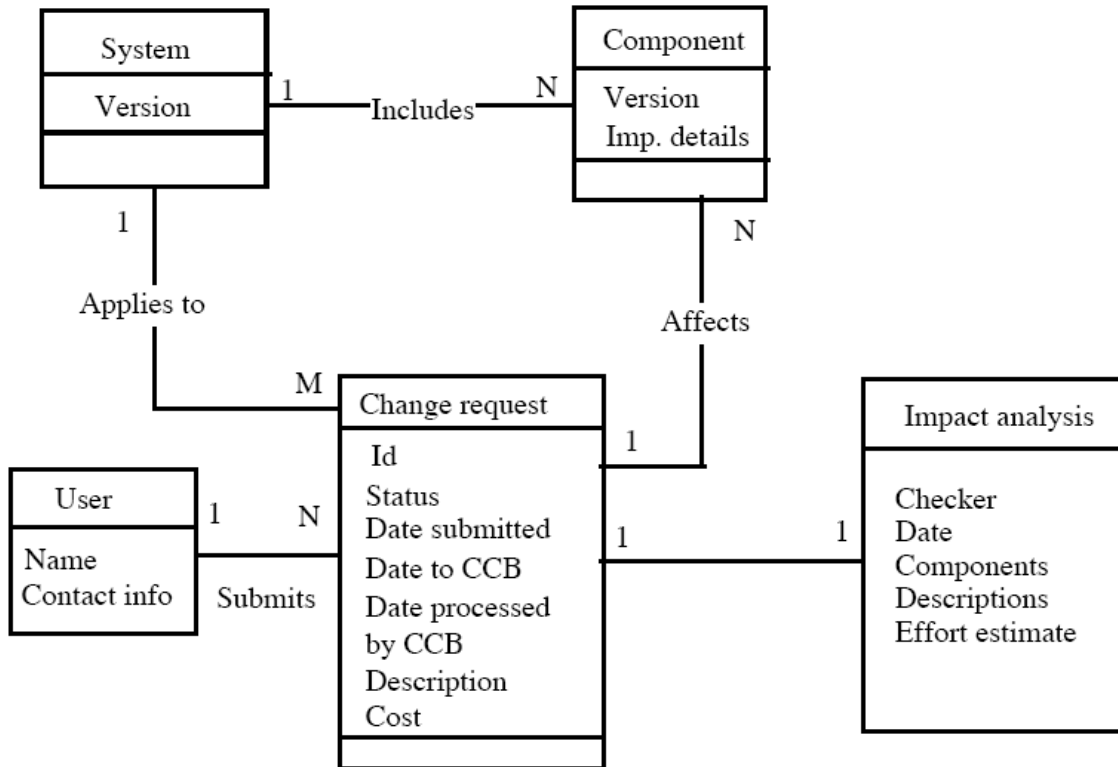 System
Version
1
Includes
N
Component
Version
Imp. details
1
Applies to
M
N
Affects
1
User
Name
Contact info
1
Submits
N
Change request
Id
Status
Date submitted
Date to CCB
Date processed
by CCB
Description
Cost
1
1
Impact analysis
Checker
Date
Components
Descriptions
Effort estimate